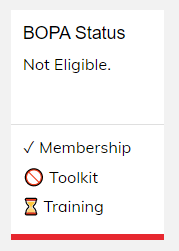 BOPA Status
Not Eligible.
✓ Membership
🚫 Toolkit
⏳ Training